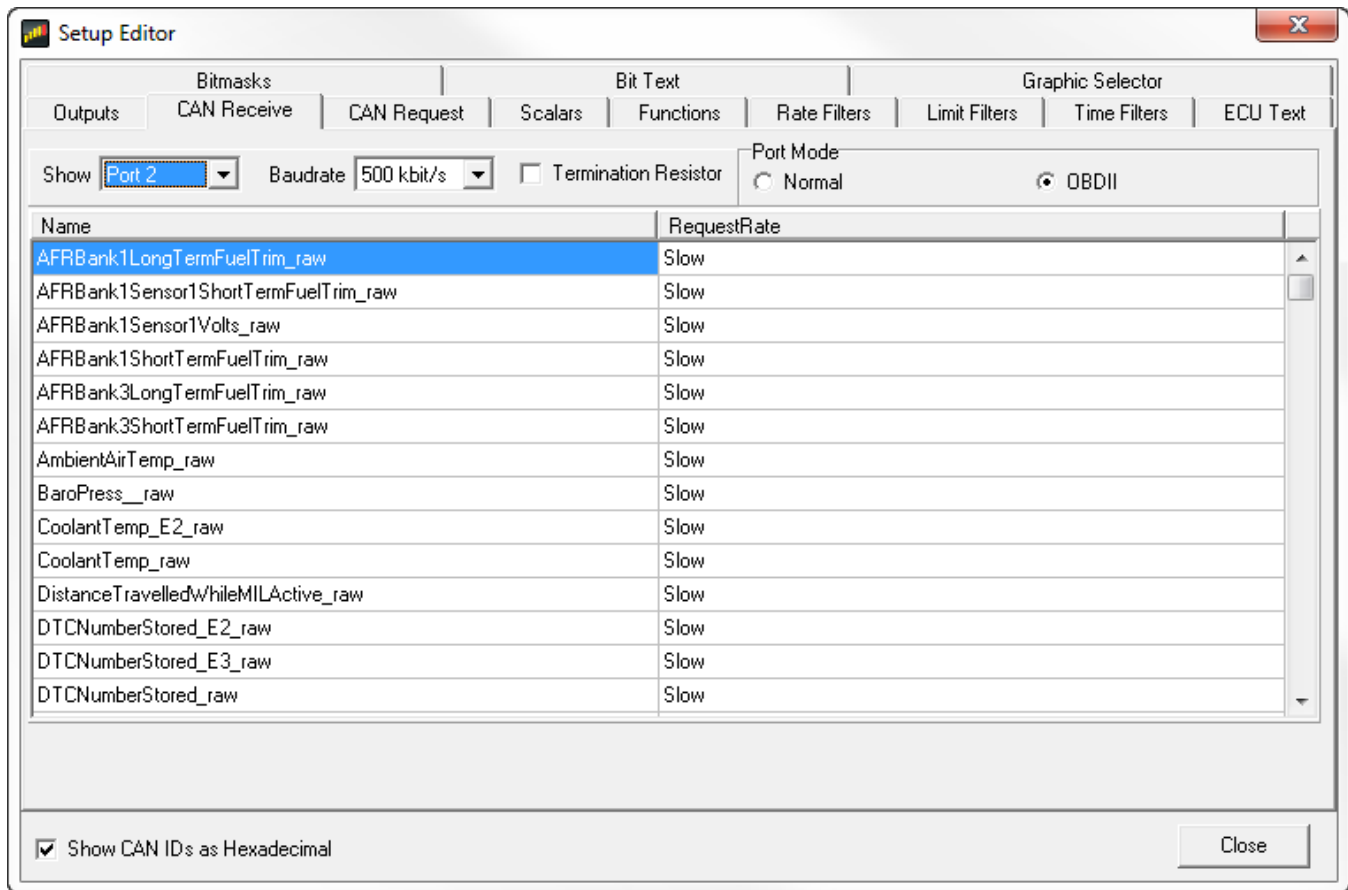 Setup Editor
Bitmasks Bit Text Graphic Selector
Outputs CAN Receive CAN Request Scalars Functions Rate Filters Limit Filters Time Filters ECU Text
Port Mode
Show Port 2 Baudrate 500 kbit/s Termination Resistor Normal OBDII
Name RequestRate
AFRBank1LongTermFuelTrim_raw Slow
AFRBank1Sensor1ShortTermFuelTrim_raw Slow
AFRBank1Sensor1Volts_raw Slow
AFRBank1ShortTermFuelTrim_raw Slow
AFRBank3LongTermFuelTrim_raw Slow
AFRBank3ShortTermFuelTrim_raw Slow
AmbientAirTemp_raw Slow
BaroPress__raw Slow
CoolantTemp_E2_raw Slow
CoolantTemp_raw Slow
DistanceTravelledWhileMILActive_raw Slow
DTCNumberStored_E2_raw Slow
DTCNumberStored_E3_raw Slow
DTCNumberStored_raw Slow
Show CAN IDs as Hexadecimal Close